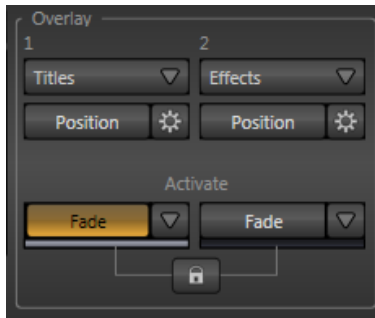 Overlay
1 2
Titles Effects
Position Position
Activate
Fade Fade